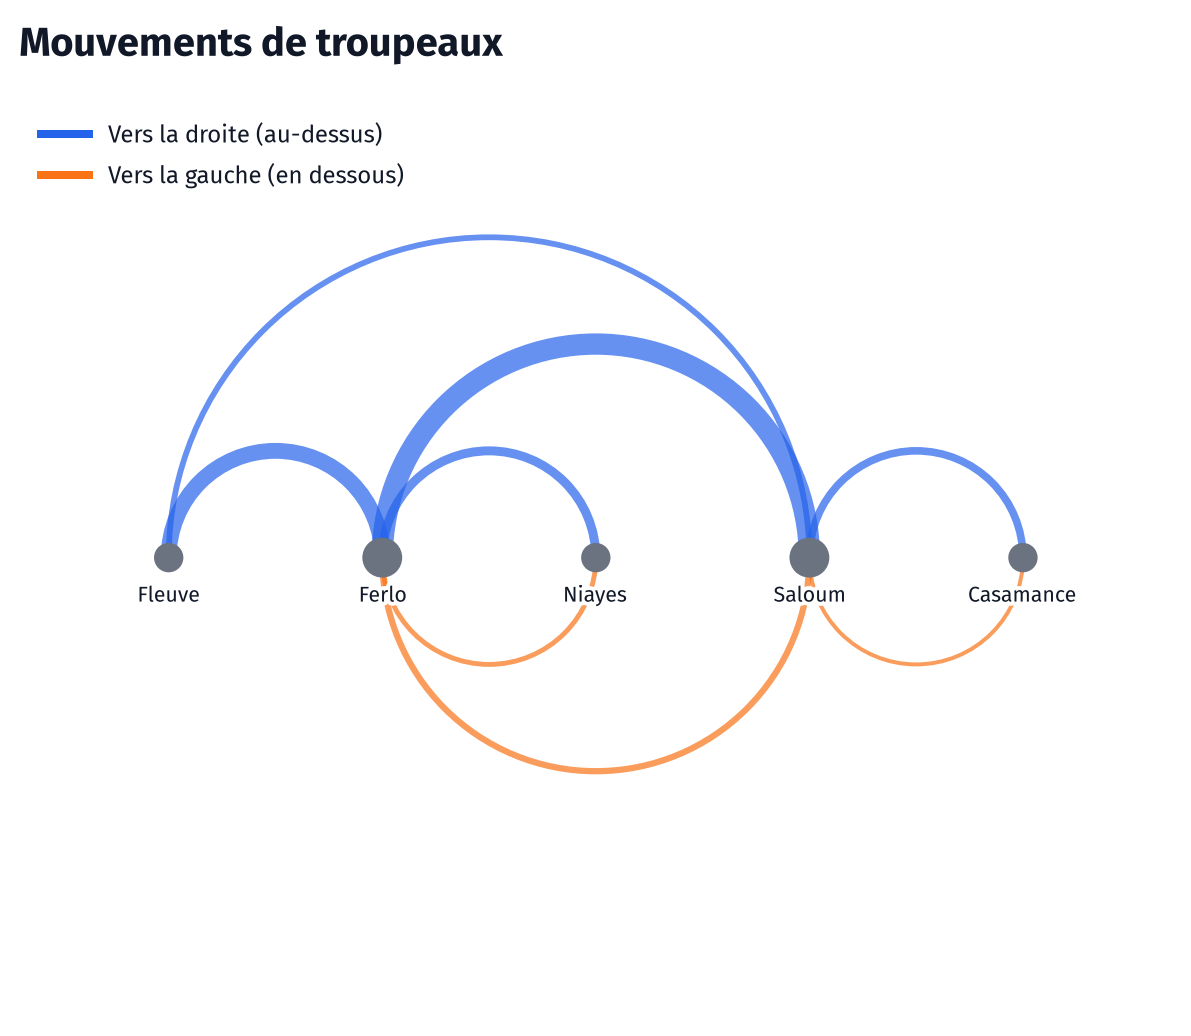 Mouvements de troupeaux
Vers la droite (au-dessus)
Vers la gauche (en dessous)
Fleuve
Ferlo
Niayes
Saloum
Casamance